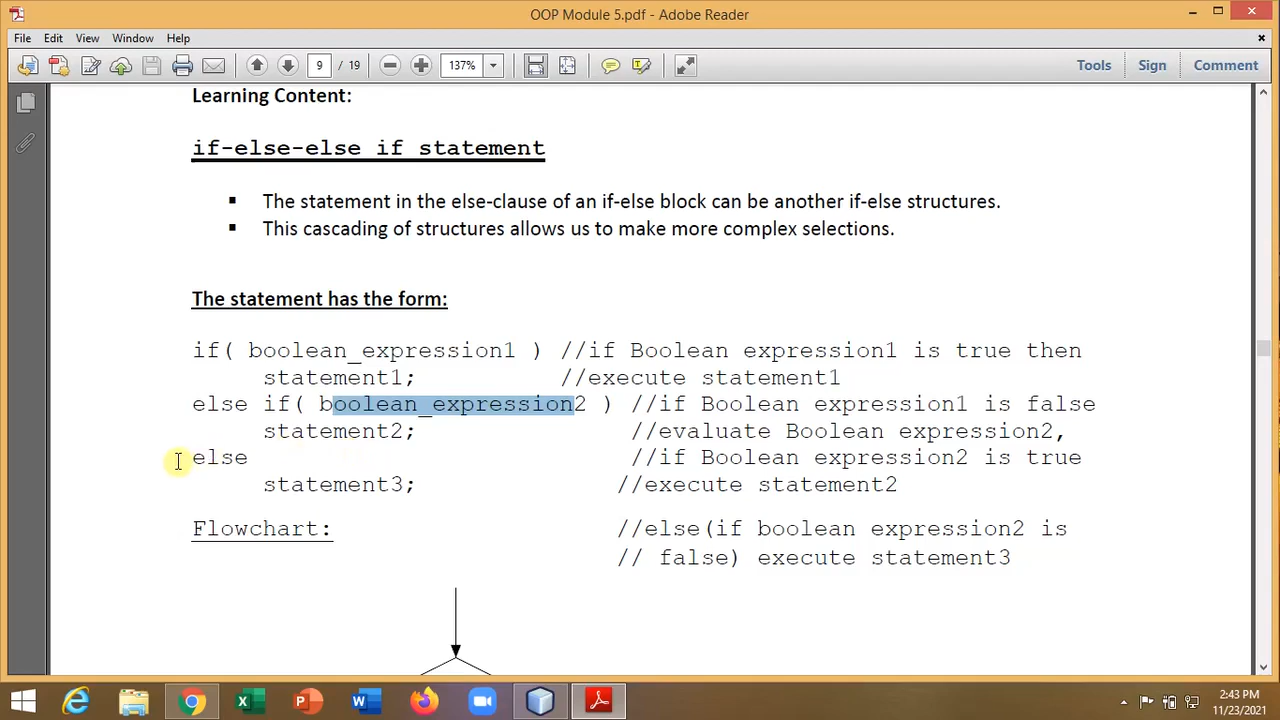 OOP Module 5.pdf - Adobe Reader
File Edit View Window Help
9 / 19 137% Tools Sign Comment
Learning Content:
if-else-else if statement
▪ The statement in the else-clause of an if-else block can be another if-else structures.
▪ This cascading of structures allows us to make more complex selections.
The statement has the form:
if( boolean_expression1 ) //if Boolean expression1 is true then
statement1; //execute statement1
else if( boolean_expression2 ) //if Boolean expression1 is false
statement2; //evaluate Boolean expression2,
else //if Boolean expression2 is true
statement3; //execute statement2
Flowchart: //else(if boolean expression2 is
// false) execute statement3
2:43 PM
11/23/2021